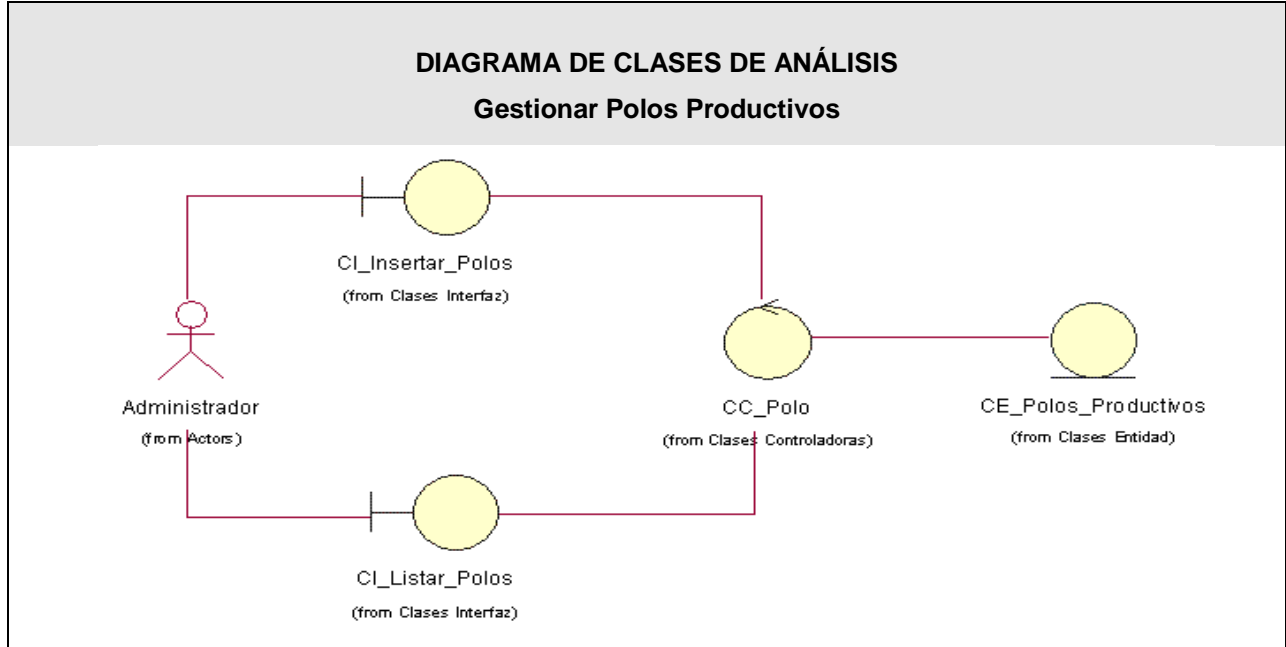 DIAGRAMA DE CLASES DE ANÁLISIS
Gestionar Polos Productivos
CI_Insertar_Polos
(from Clases Interfaz)
Administrador
(from Actors)
CC_Polo
(from Clases Controladoras)
CE_Polos_Productivos
(from Clases Entidad)
CI_Listar_Polos
(from Clases Interfaz)